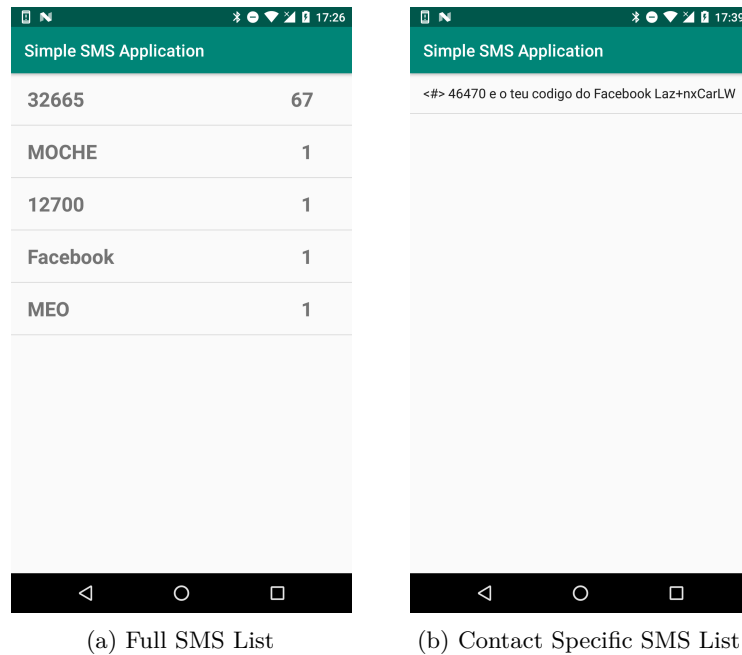 17:26
Simple SMS Application
32665 67
MOCHE 1
12700 1
Facebook 1
MEO 1
(a) Full SMS List
17:39
Simple SMS Application
<#> 46470 e o teu codigo do Facebook Laz+nxCarLW
(b) Contact Specific SMS List